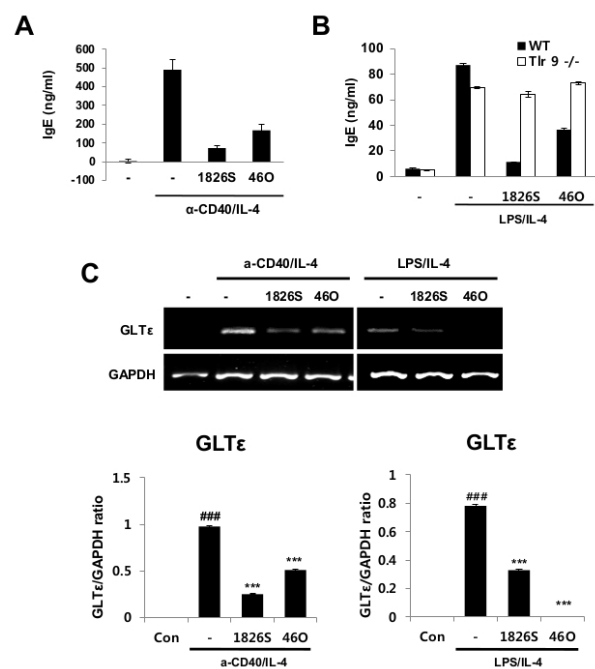 A
IgE (ng/ml)
600
500
400
300
200
100
0
-100
- - 1826S 46O
α-CD40/IL-4
B
WT
Tlr 9 -/-
IgE (ng/ml)
100
80
60
40
20
0
- - 1826S 46O
LPS/IL-4
C
a-CD40/IL-4 LPS/IL-4
- - 1826S 46O - 1826S 46O
GLTε
GAPDH
GLTε
GLTε/GAPDH ratio
1.5
1
0.5
0
###
***
***
Con - 1826S 46O
a-CD40/IL-4
GLTε
GLTε/GAPDH ratio
1
0.8
0.6
0.4
0.2
0
###
***
***
Con - 1826S 46O
LPS/IL-4